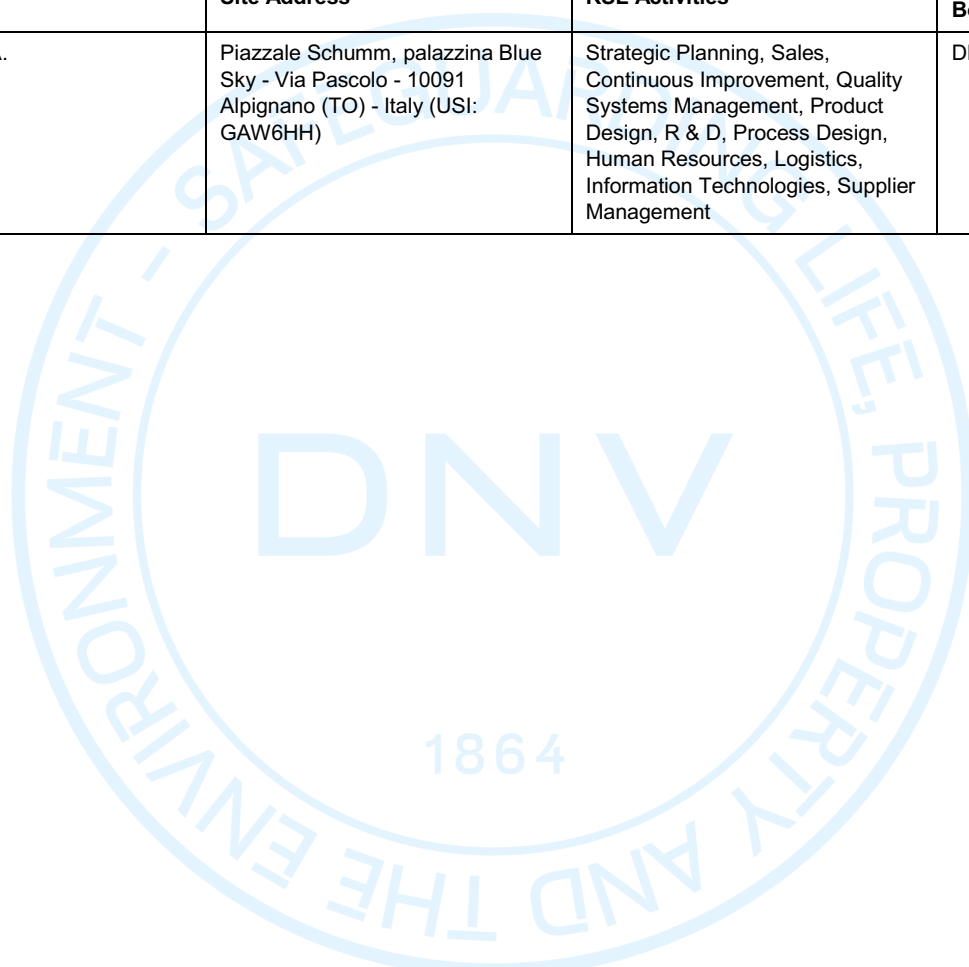 Site Address
RSL Activities
Piazzale Schumm, palazzina Blue
Sky - Via Pascolo - 10091
Alpignano (TO) - Italy (USI:
GAW6HH)
Strategic Planning, Sales,
Continuous Improvement, Quality
Systems Management, Product
Design, R & D, Process Design,
Human Resources, Logistics,
Information Technologies, Supplier
Management
SAFEGUARDING LIFE, PROPERTY AND THE ENVIRONMENT -
DNV
1864